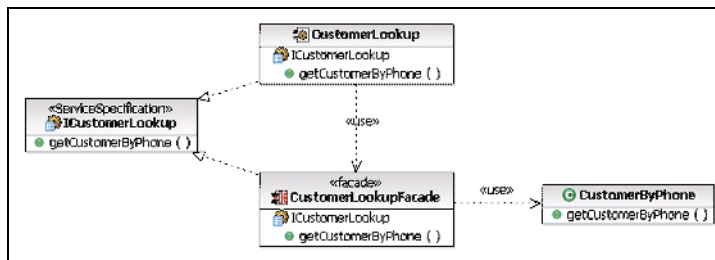 CustomerLookup
ICustomerLookup
getCustomerByPhone ( )
«ServiceSpecification»
ICustomerLookup
getCustomerByPhone ( )
«use»
«facade»
CustomerLookupFacade
ICustomerLookup
getCustomerByPhone ( )
«use»
CustomerByPhone
getCustomerByPhone ( )